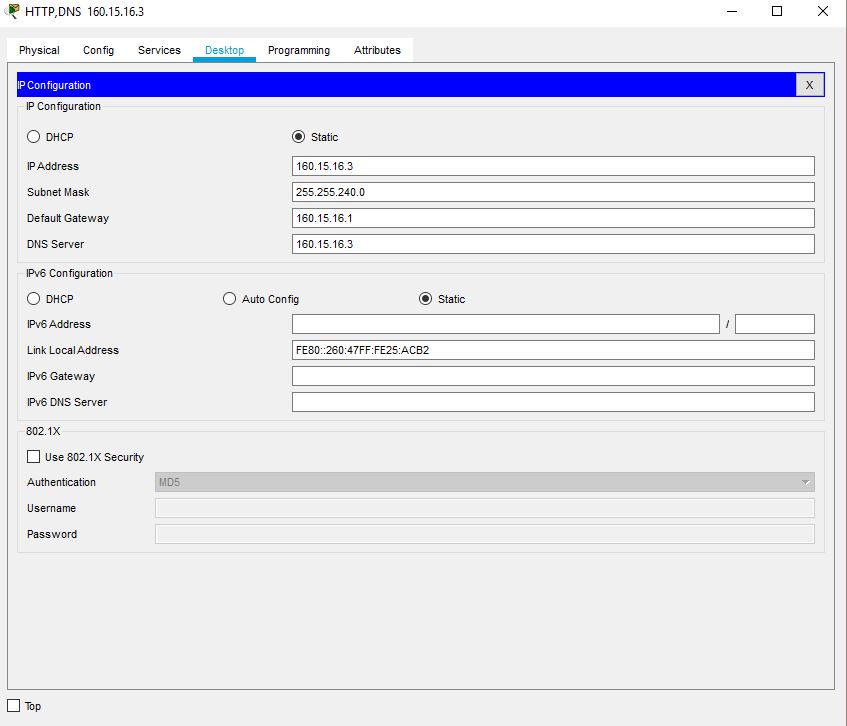 HTTP,DNS 160.15.16.3
Physical Config Services Desktop Programming Attributes
IP Configuration X
IP Configuration
DHCP Static
IP Address 160.15.16.3
Subnet Mask 255.255.240.0
Default Gateway 160.15.16.1
DNS Server 160.15.16.3
IPv6 Configuration
DHCP Auto Config Static
IPv6 Address /
Link Local Address FE80::260:47FF:FE25:ACB2
IPv6 Gateway
IPv6 DNS Server
802.1X
Use 802.1X Security
Authentication MD5
Username
Password
Top